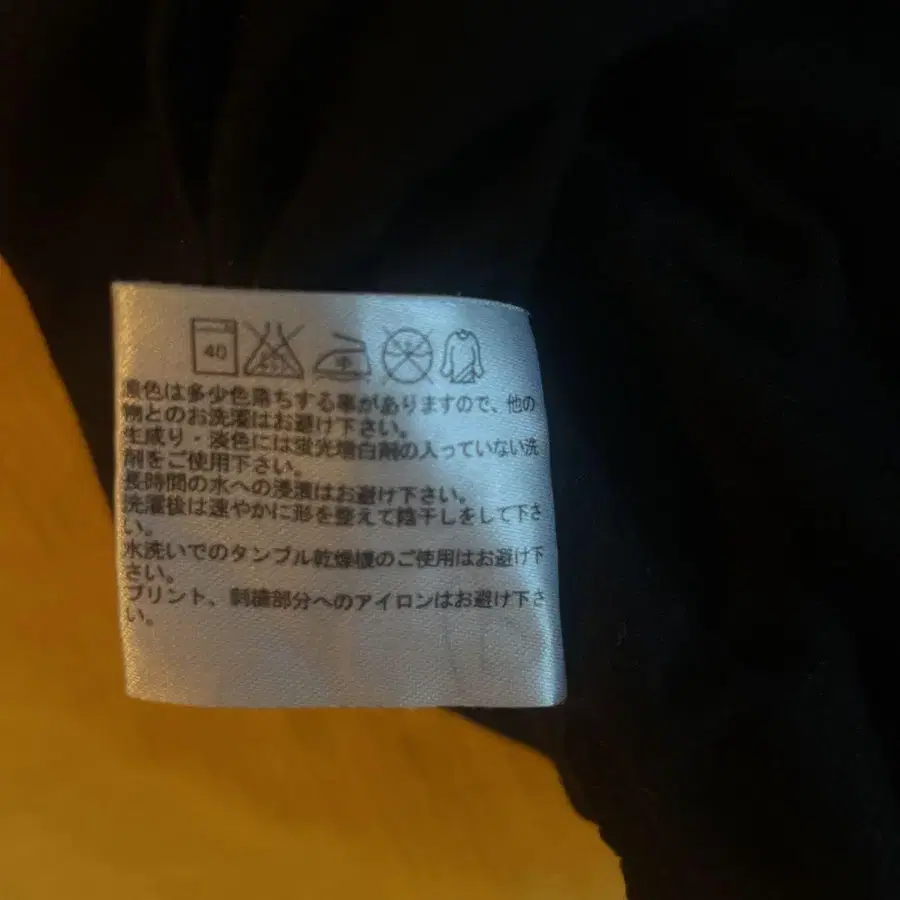 40
濃色は多少色落ちする事がありますので、他の
物とのお洗濯はお避け下さい。
生成り・淡色には蛍光増白剤の入っていない洗
剤をご使用下さい。
長時間の水への浸漬はお避け下さい。
洗濯後は速やかに形を整えて陰干しをして下さ
い。
水洗いでのタンブル乾燥機のご使用はお避け下
さい。
プリント、刺繍部分へのアイロンはお避け下さ
い。